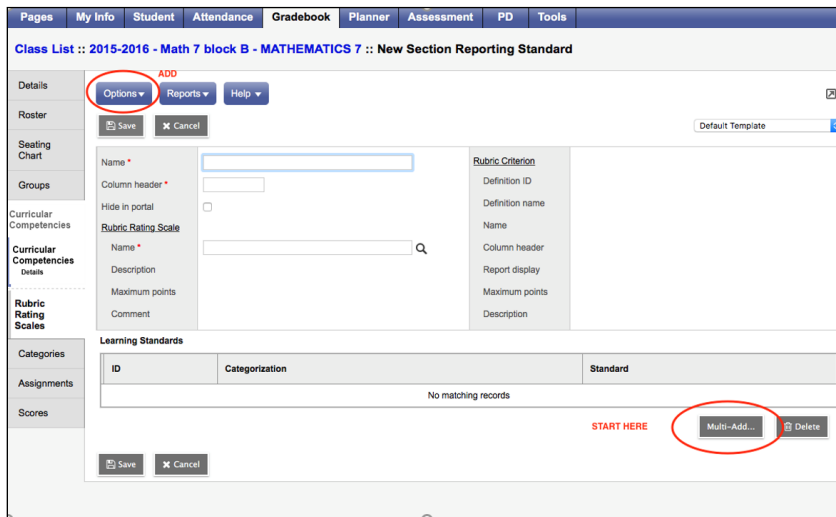 Pages My Info Student Attendance Gradebook Planner Assessment PD Tools
Class List :: 2015-2016 - Math 7 block B - MATHEMATICS 7 :: New Section Reporting Standard
ADD
Options Reports Help
Save Cancel
Default Template
Details
Roster
Seating
Chart
Groups
Curricular
Competencies
Curricular
Competencies
Details
Rubric
Rating
Scales
Categories
Assignments
Scores
Name *
Column header *
Hide in portal
Rubric Rating Scale
Name *
Description
Maximum points
Comment
Rubric Criterion
Definition ID
Definition name
Name
Column header
Report display
Maximum points
Description
Learning Standards
ID Categorization Standard
No matching records
START HERE Multi-Add... Delete
Save Cancel